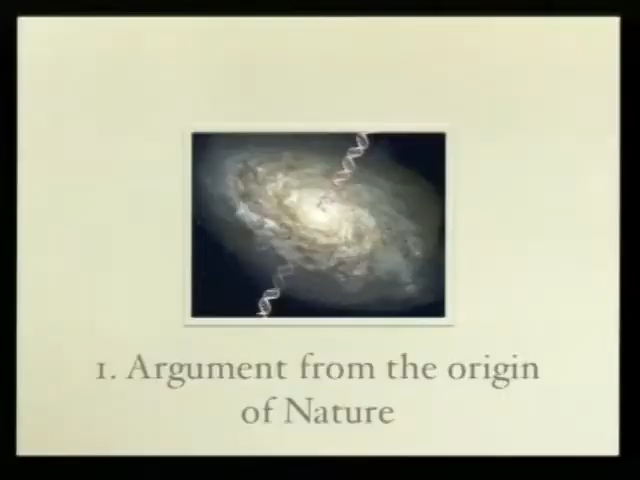 1. Argument from the origin
of Nature